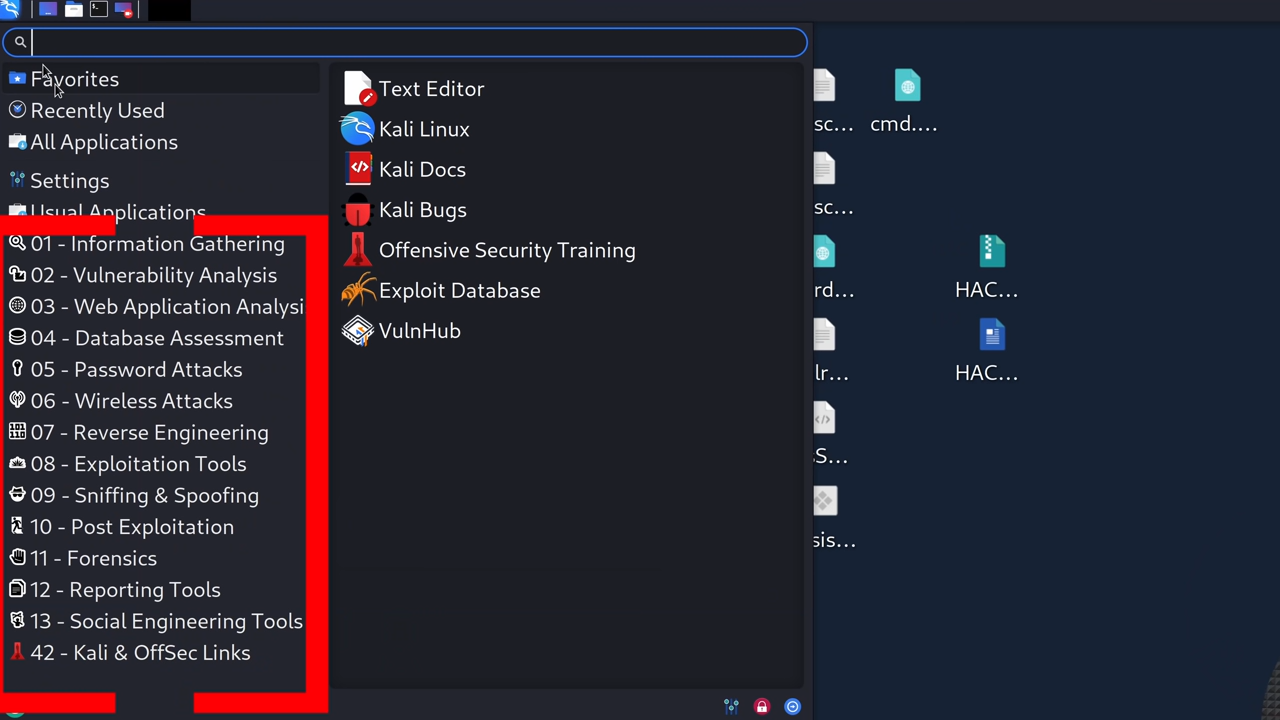 Favorites
Recently Used
All Applications
Settings
Usual Applications
01 - Information Gathering
02 - Vulnerability Analysis
03 - Web Application Analysi
04 - Database Assessment
05 - Password Attacks
06 - Wireless Attacks
07 - Reverse Engineering
08 - Exploitation Tools
09 - Sniffing & Spoofing
10 - Post Exploitation
11 - Forensics
12 - Reporting Tools
13 - Social Engineering Tools
42 - Kali & OffSec Links
Text Editor
Kali Linux
Kali Docs
Kali Bugs
Offensive Security Training
Exploit Database
VulnHub
sc...
cmd....
sc...
rd...
HAC...
lr...
HAC...
S...
sis...